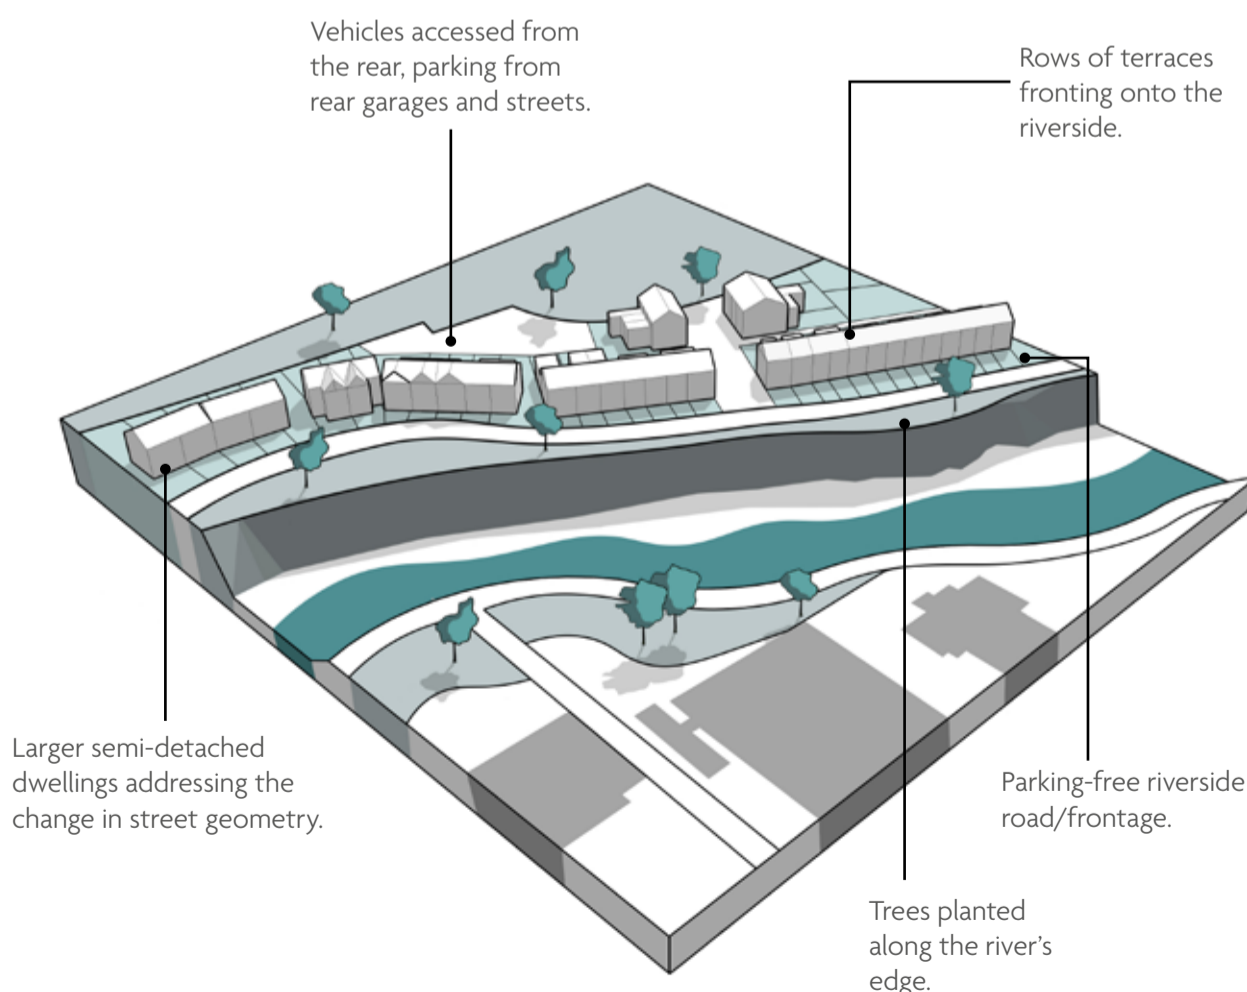 Vehicles accessed from
the rear, parking from
rear garages and streets.
Rows of terraces
fronting onto the
riverside.
Larger semi-detached
dwellings addressing the
change in street geometry.
Parking-free riverside
road/frontage.
Trees planted
along the river's
edge.